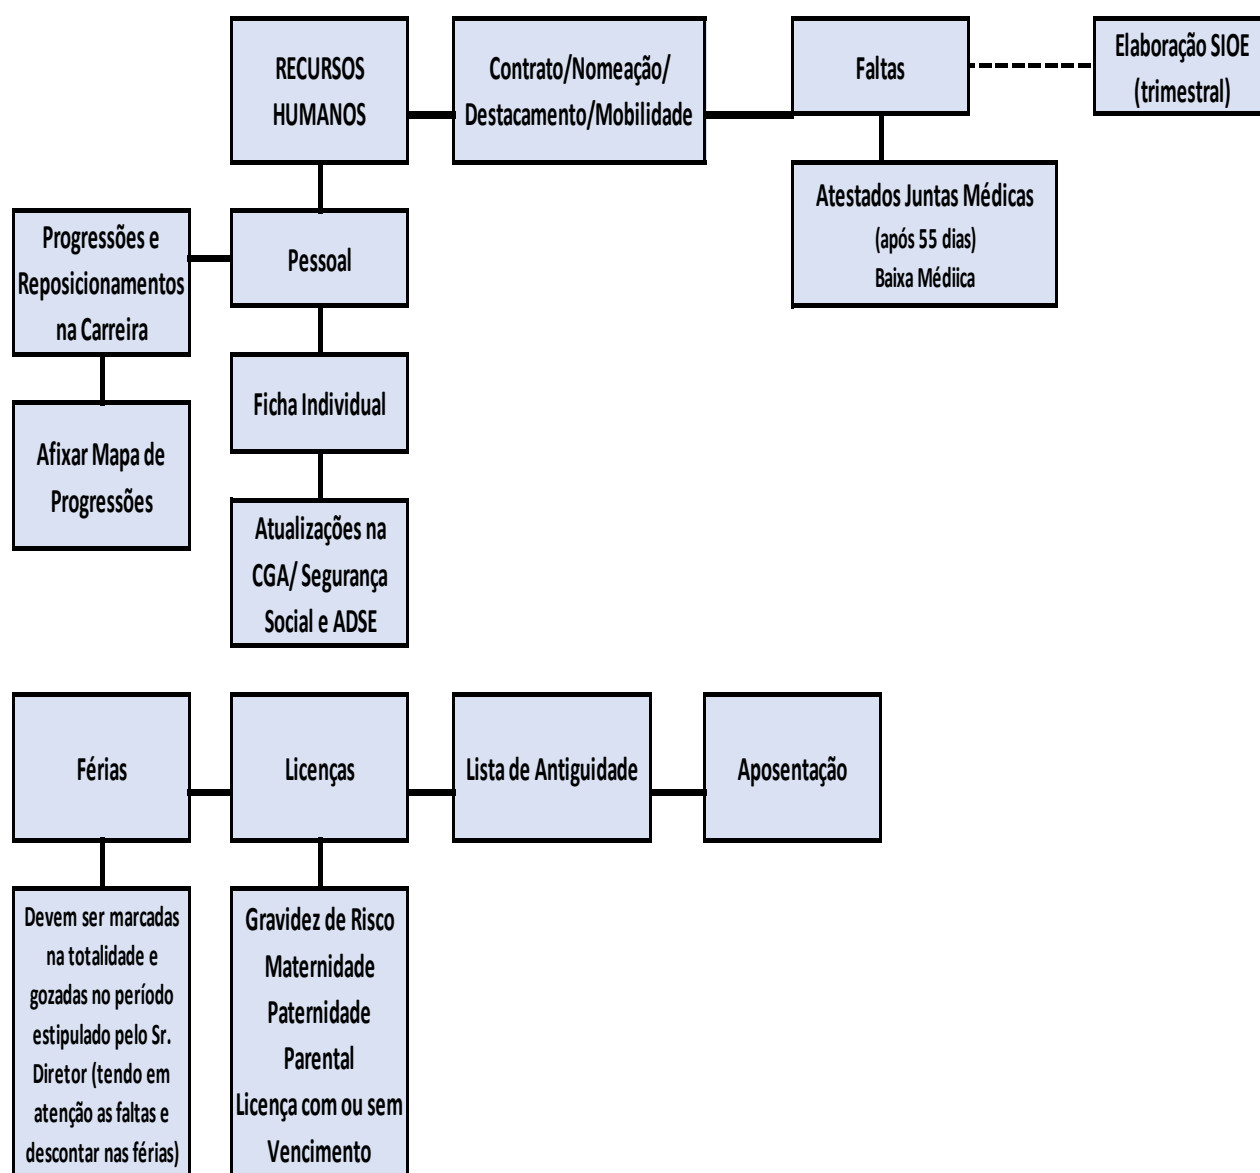 RECURSOS
HUMANOS
Contrato/Nomeação/
Destacamento/Mobilidade
Faltas
Elaboração SIOE
(trimestral)
Atestados Juntas Médicas
(após 55 dias)
Baixa Médiica
Progressões e
Reposicionamentos
na Carreira
Pessoal
Ficha Individual
Afixar Mapa de
Progressões
Atualizações na
CGA/ Segurança
Social e ADSE
Férias
Licenças
Lista de Antiguidade
Aposentação
Devem ser marcadas
na totalidade e
gozadas no período
estipulado pelo Sr.
Diretor (tendo em
atenção as faltas e
descontar nas férias)
Gravidez de Risco
Maternidade
Paternidade
Parental
Licença com ou sem
Vencimento